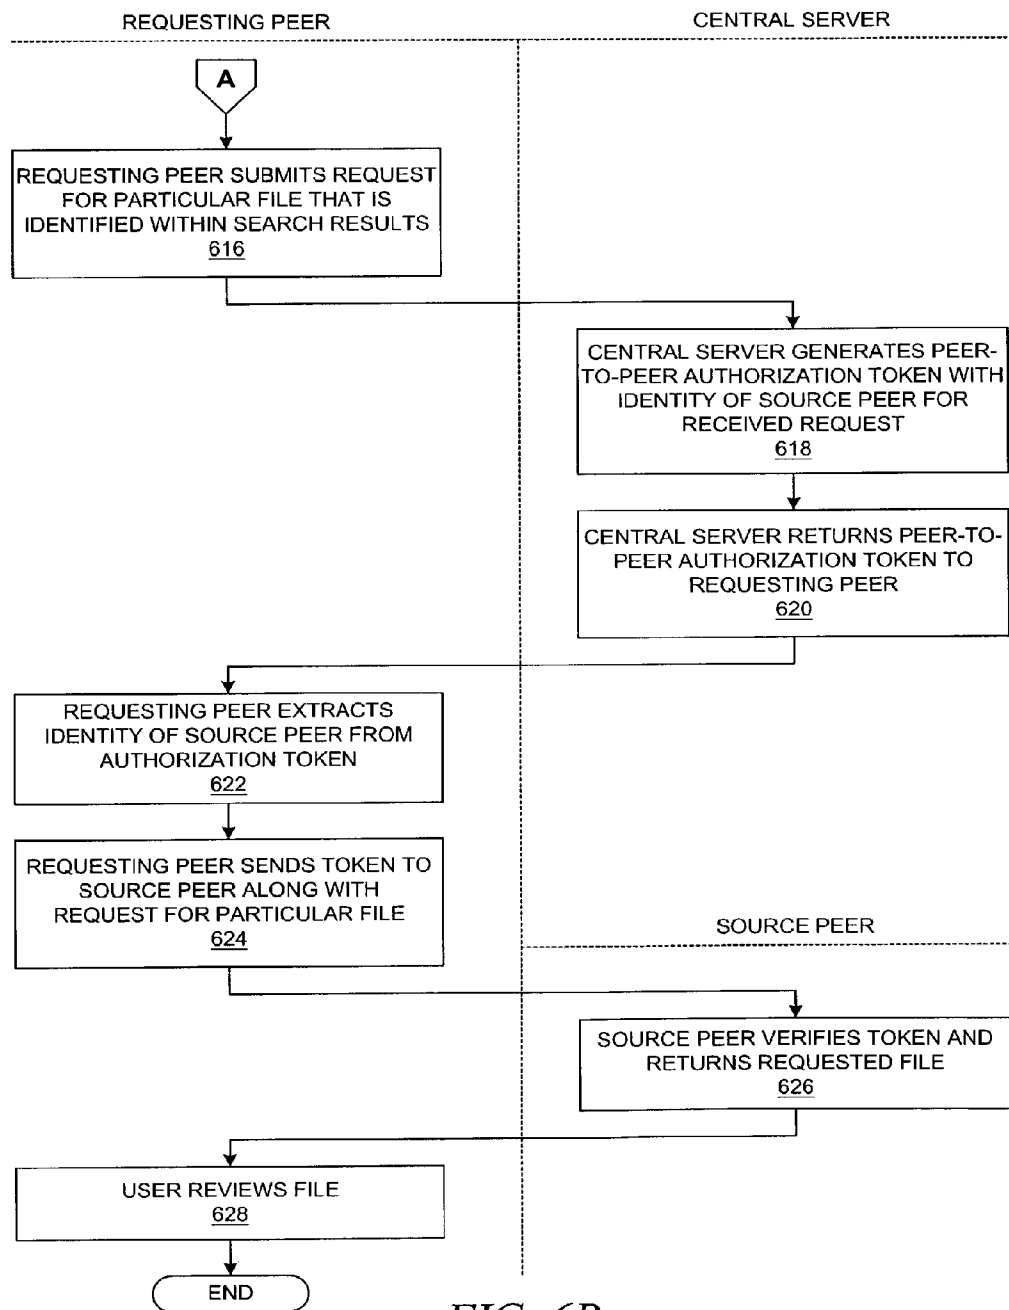 REQUESTING PEER
CENTRAL SERVER
A
REQUESTING PEER SUBMITS REQUEST
FOR PARTICULAR FILE THAT IS
IDENTIFIED WITHIN SEARCH RESULTS
616
CENTRAL SERVER GENERATES PEER-
TO-PEER AUTHORIZATION TOKEN WITH
IDENTITY OF SOURCE PEER FOR
RECEIVED REQUEST
618
CENTRAL SERVER RETURNS PEER-TO-
PEER AUTHORIZATION TOKEN TO
REQUESTING PEER
620
REQUESTING PEER EXTRACTS
IDENTITY OF SOURCE PEER FROM
AUTHORIZATION TOKEN
622
REQUESTING PEER SENDS TOKEN TO
SOURCE PEER ALONG WITH
REQUEST FOR PARTICULAR FILE
624
SOURCE PEER
SOURCE PEER VERIFIES TOKEN AND
RETURNS REQUESTED FILE
626
USER REVIEWS FILE
628
END
FIG. 6B